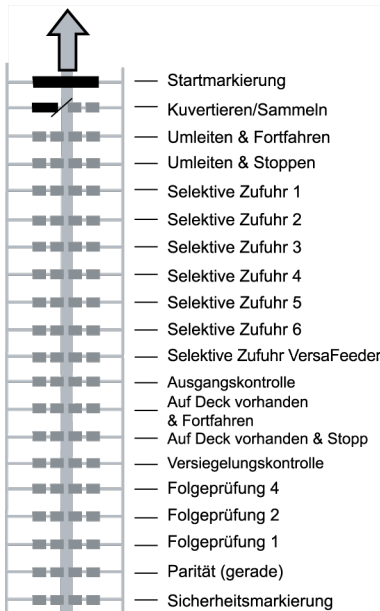 Startmarkierung
Kuvertieren/Sammeln
Umleiten & Fortfahren
Umleiten & Stoppen
Selektive Zufuhr 1
Selektive Zufuhr 2
Selektive Zufuhr 3
Selektive Zufuhr 4
Selektive Zufuhr 5
Selektive Zufuhr 6
Selektive Zufuhr VersaFeeder
Ausgangskontrolle
Auf Deck vorhanden
& Fortfahren
Auf Deck vorhanden & Stopp
Versiegelungskontrolle
Folgeprüfung 4
Folgeprüfung 2
Folgeprüfung 1
Parität (gerade)
Sicherheitsmarkierung